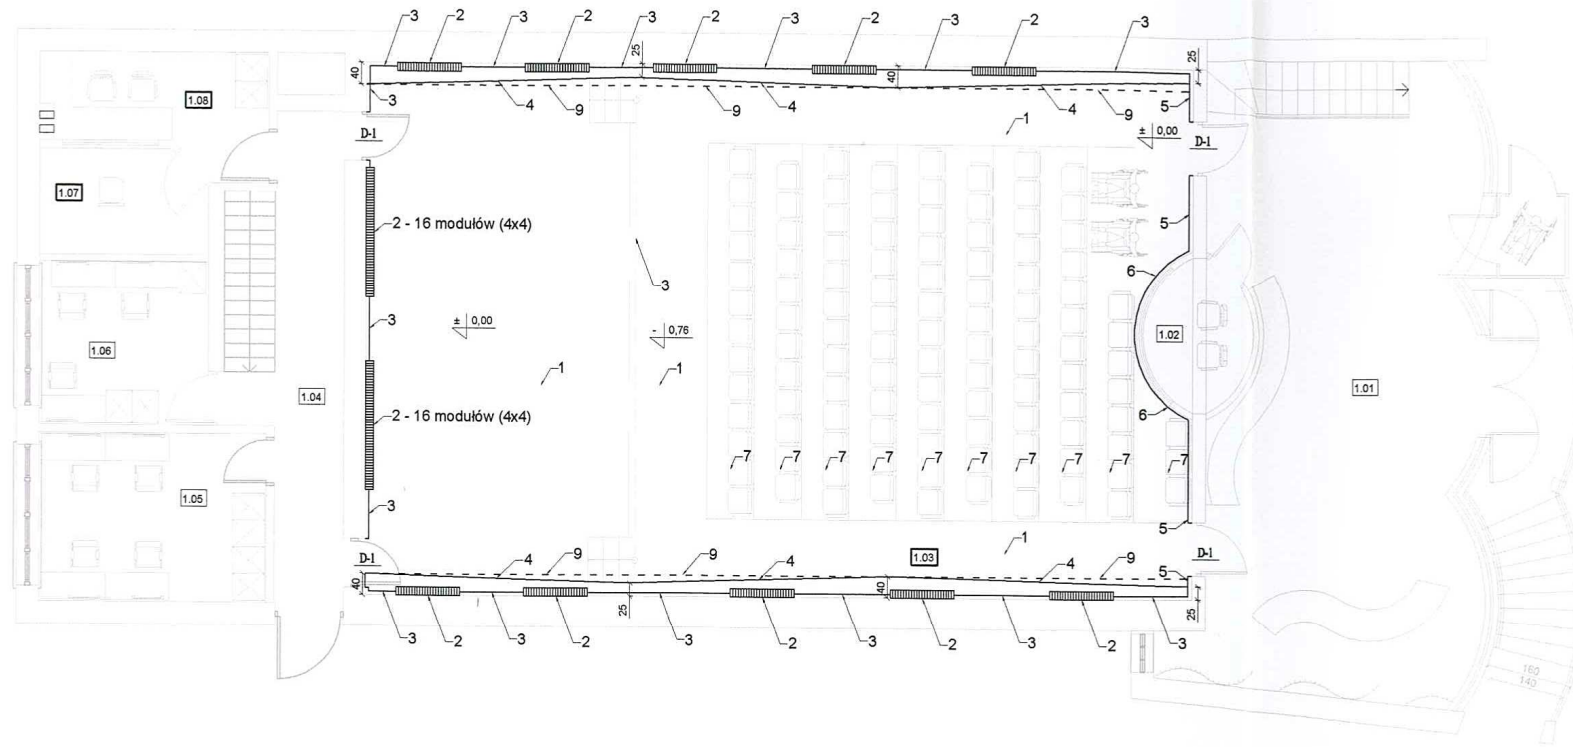 3 2 3 2 3 2 3 2 3 2 3
40 25 40 25
3 4 9 9 4 4 9 5
1.08
D-1
1
± 0,00
D-1
1.07
2 - 16 modułów (4x4)
5
6
3
3
± 0,00
- 0,76
1.02
1.06
1
1
1.04
1.01
2 - 16 modułów (4x4)
6
7 7 7 7 7 7 7 7 7 7
1.05
3
5
1
D-1
4 9 9 4
1.03
4 9
D-1
5
40 25 40 25
3 2 3 2 3 2 3 2 3 2 3
160
140